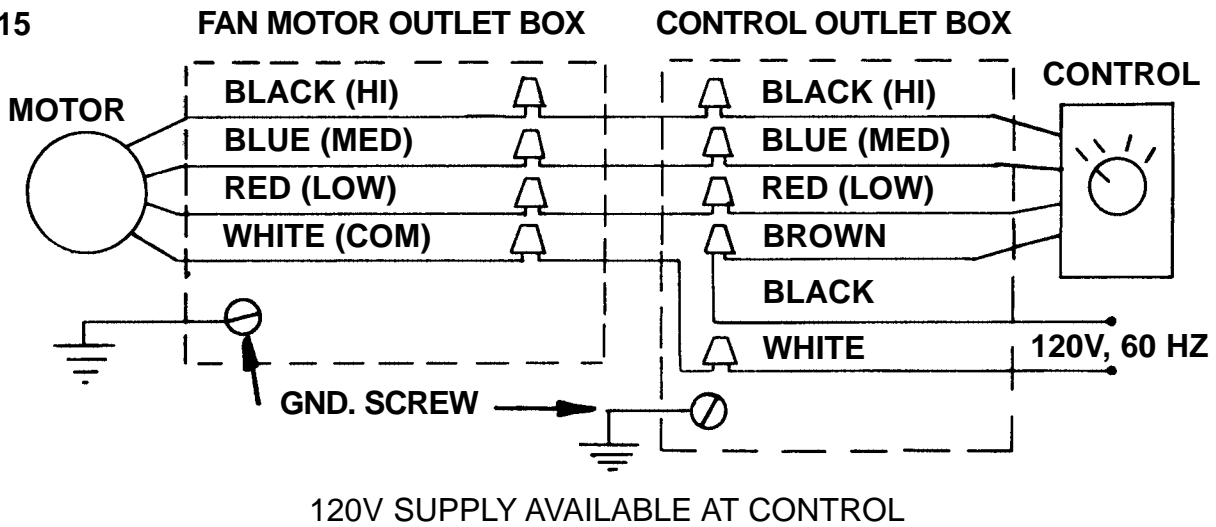 15
FAN MOTOR OUTLET BOX
CONTROL OUTLET BOX
MOTOR
CONTROL
BLACK (HI)
BLACK (HI)
BLUE (MED)
BLUE (MED)
RED (LOW)
RED (LOW)
WHITE (COM)
BROWN
BLACK
WHITE
120V, 60 HZ
GND. SCREW
120V SUPPLY AVAILABLE AT CONTROL